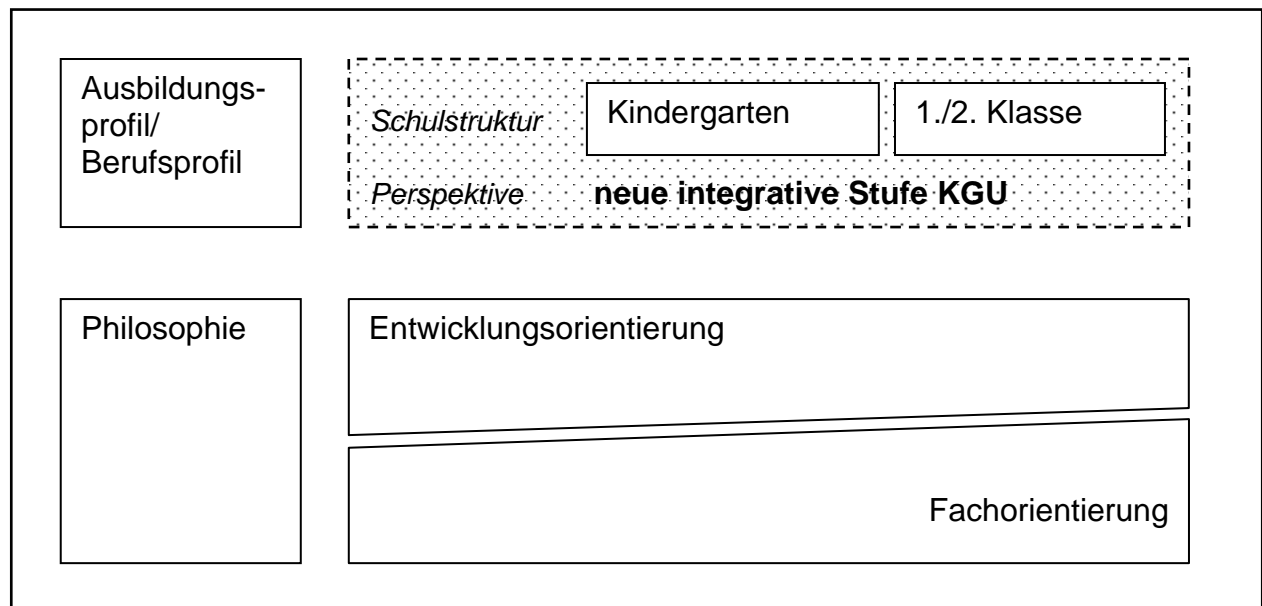 Ausbildungs-
profil/
Berufsprofil
Schulstruktur
Kindergarten
1./2. Klasse
Perspektive
neue integrative Stufe KGU
Philosophie
Entwicklungsorientierung
Fachorientierung